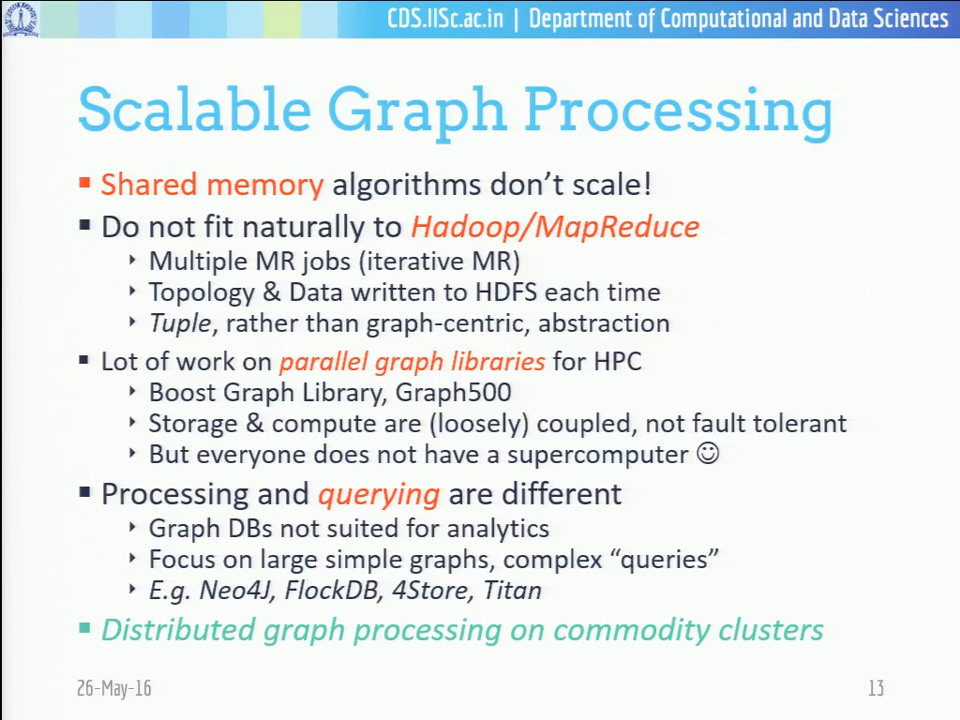 CDS.IISc.ac.in | Department of Computational and Data Sciences
Scalable Graph Processing
Shared memory algorithms don't scale!
Do not fit naturally to Hadoop/MapReduce
Multiple MR jobs (iterative MR)
Topology & Data written to HDFS each time
Tuple, rather than graph-centric, abstraction
Lot of work on parallel graph libraries for HPC
Boost Graph Library, Graph500
Storage & compute are (loosely) coupled, not fault tolerant
But everyone does not have a supercomputer ☺
Processing and querying are different
Graph DBs not suited for analytics
Focus on large simple graphs, complex “queries”
E.g. Neo4J, FlockDB, 4Store, Titan
Distributed graph processing on commodity clusters
26-May-16
13